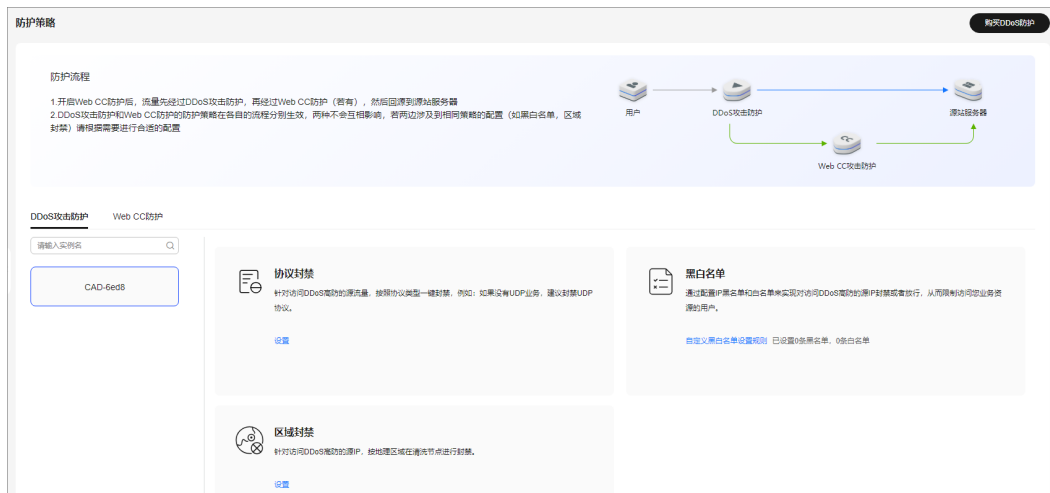 防护策略
购买DDoS防护
防护流程
1.开启Web CC防护后，流量先经过DDoS攻击防护，再经过Web CC防护（若有），然后回源到源站服务器
2.DDoS攻击防护和Web CC防护的防护策略在各自的流程分别生效，两种不会互相影响，若两边涉及到相同策略的配置（如黑白名单，区域
封禁）请根据需要进行合适的配置
用户
DDoS攻击防护
源站服务器
CC
Web CC攻击防护
DDoS攻击防护
Web CC防护
请输入实例名
CAD-6ed8
协议封禁
针对访问DDoS高防的源流量，按照协议类型一键封禁，例如：如果没有UDP业务，建议封禁UDP
协议。
设置
黑白名单
通过配置IP黑名单和白名单来实现对访问DDoS高防的源IP封禁或者放行，从而限制访问您业务资
源的用户。
自定义黑白名单设置规则 已设置0条黑名单，0条白名单
区域封禁
针对访问DDoS高防的源IP，按地理区域在清洗节点进行封禁。
设置